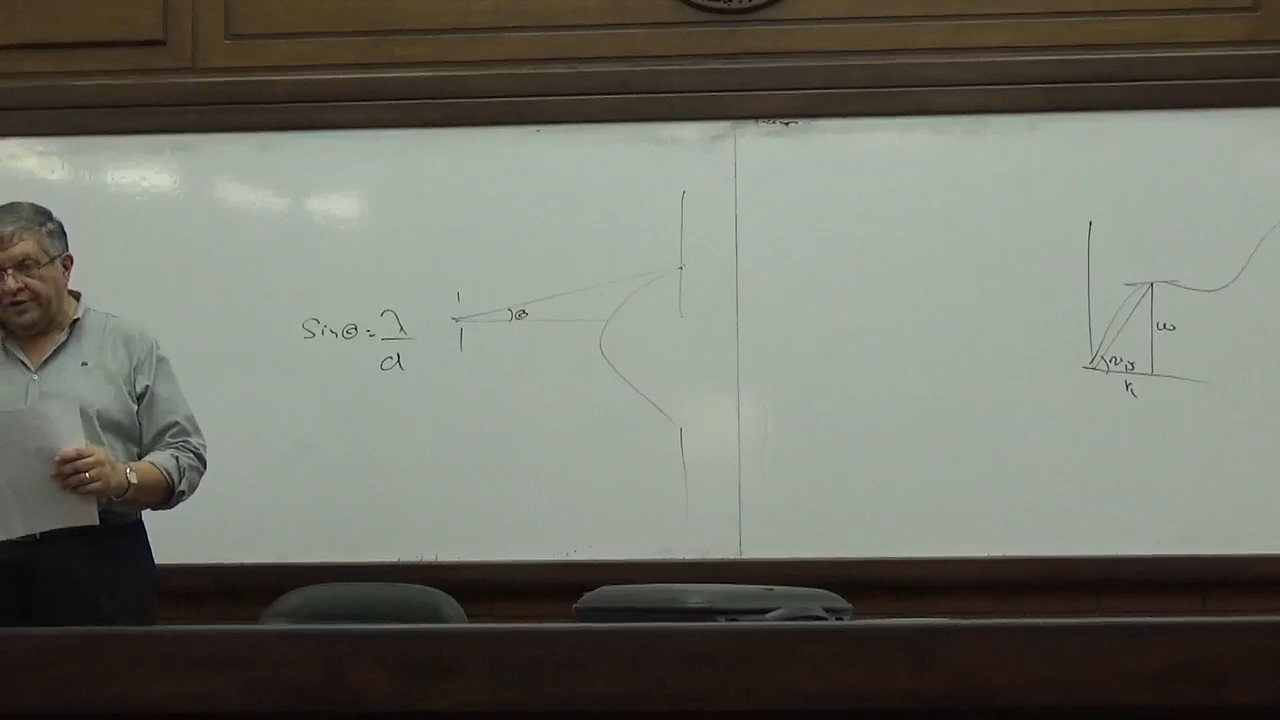 Sinθ = λ/d
θ
ω
k